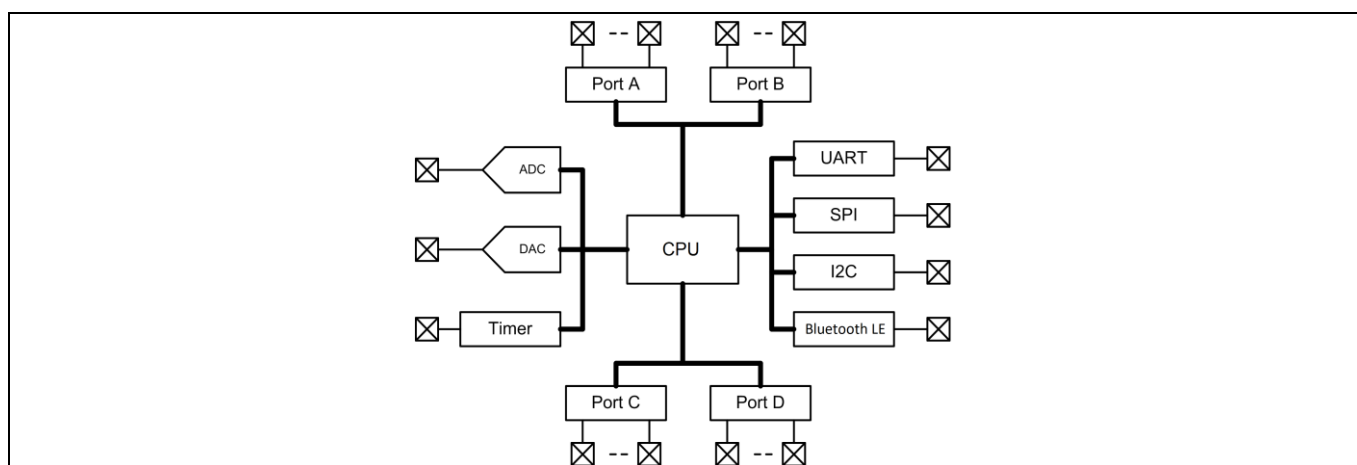 Port A
Port B
ADC
UART
SPI
DAC
CPU
I2C
Timer
Bluetooth LE
Port C
Port D